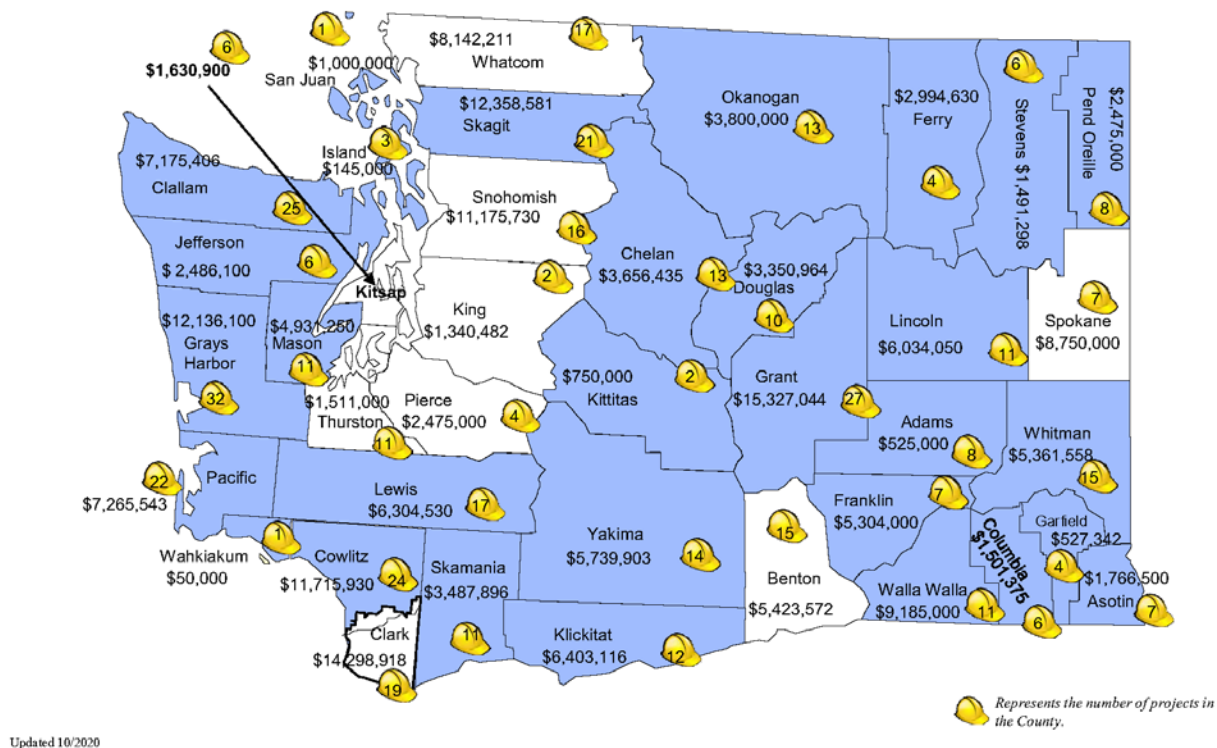 1
17
6
$8,142,211
Whatcom
$1,630,900
$1,000,000
San Juan
$12,358,581
Skagit
21
Okanogan
$3,800,000
13
$2,994,630
Ferry
4
6
Stevens $1,491,298
$2,475,000
Pend Oreille
8
3
Island
$145,000
$7,175,406
Clallam
25
Snohomish
$11,175,730
16
Jefferson
$ 2,486,100
6
Chelan
$3,656,435
13
$3,350,964
Douglas
10
2
Kitsap
King
$1,340,482
7
Spokane
$8,750,000
$12,136,100
Grays
Harbor
32
$4,931,250
Mason
11
Lincoln
$6,034,050
11
$750,000
Kittitas
2
Grant
$15,327,044
27
$1,511,000
Thurston
11
Pierce
$2,475,000
4
Adams
$525,000
8
Whitman
$5,361,558
15
22
$7,265,543
Pacific
Lewis
$6,304,530
17
Franklin
$5,304,000
7
Yakima
$5,739,903
14
15
Benton
$5,423,572
Columbia
$1,501,375
6
Garfield
$527,342
4
1
Wahkiakum
$50,000
Cowlitz
$11,715,930
24
Skamania
$3,487,896
11
Walla Walla
$9,185,000
11
$1,766,500
Asotin
7
Clark
$14,298,918
19
Klickitat
$6,403,116
12
Represents the number of projects in
the County.
Updated 10/2020